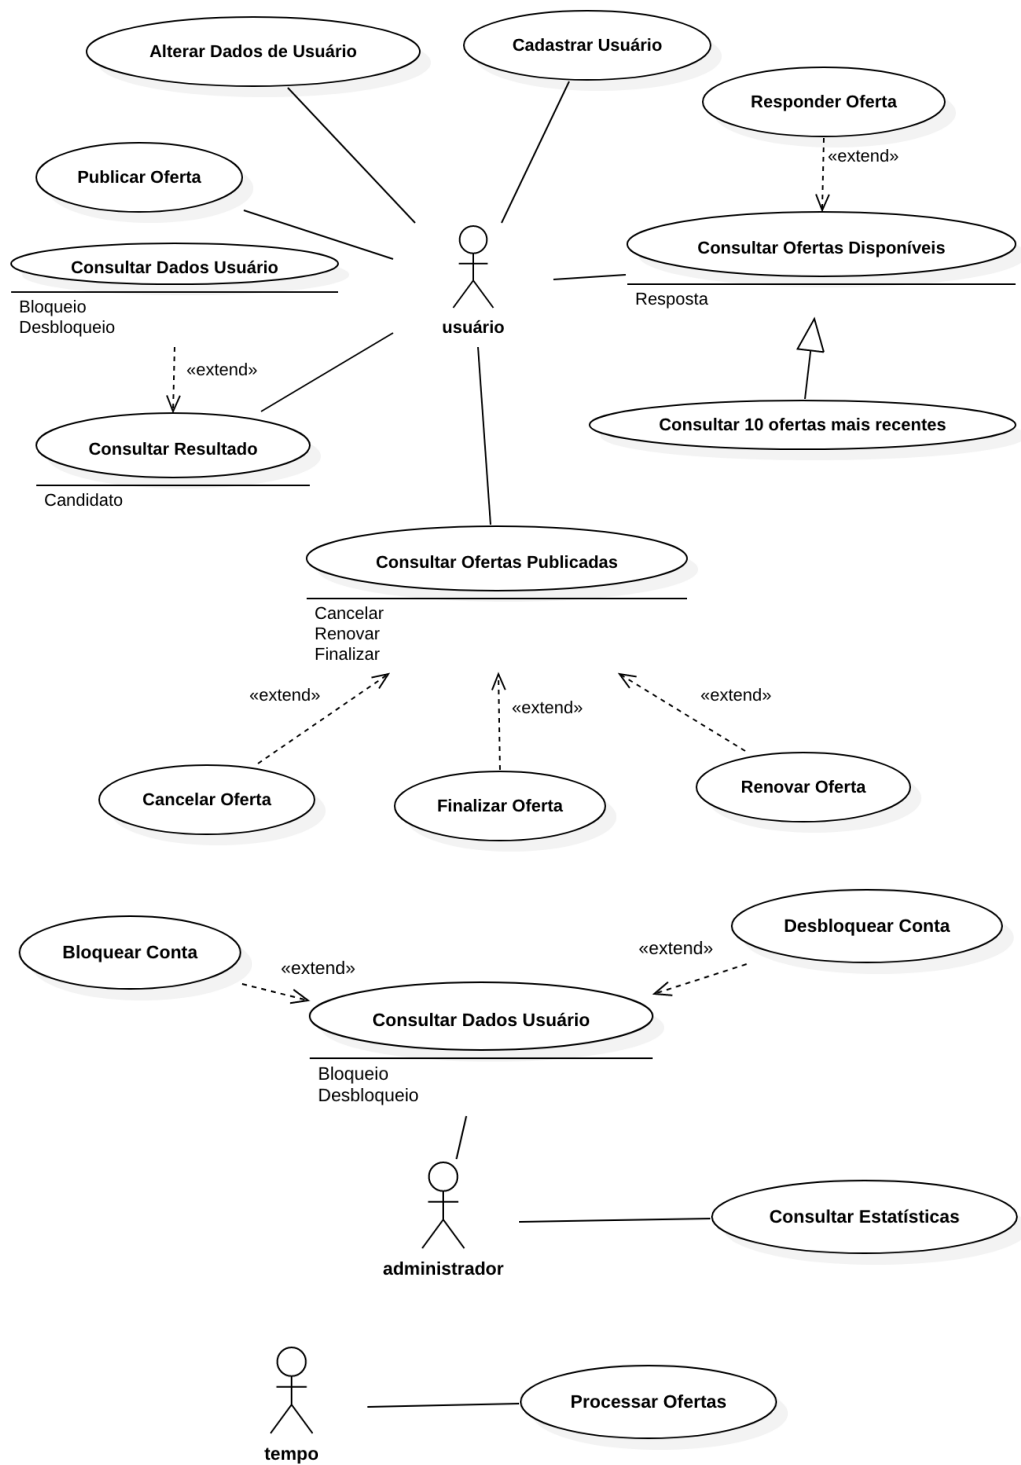 Alterar Dados de Usuário
Cadastrar Usuário
Responder Oferta
«extend»
Publicar Oferta
Consultar Ofertas Disponíveis
Resposta
Consultar Dados Usuário
Bloqueio
Desbloqueio
usuário
«extend»
Consultar 10 ofertas mais recentes
Consultar Resultado
Candidato
Consultar Ofertas Publicadas
Cancelar
Renovar
Finalizar
«extend»
«extend»
«extend»
Cancelar Oferta
Finalizar Oferta
Renovar Oferta
Bloquear Conta
Desbloquear Conta
«extend»
«extend»
Consultar Dados Usuário
Bloqueio
Desbloqueio
administrador
Consultar Estatísticas
tempo
Processar Ofertas